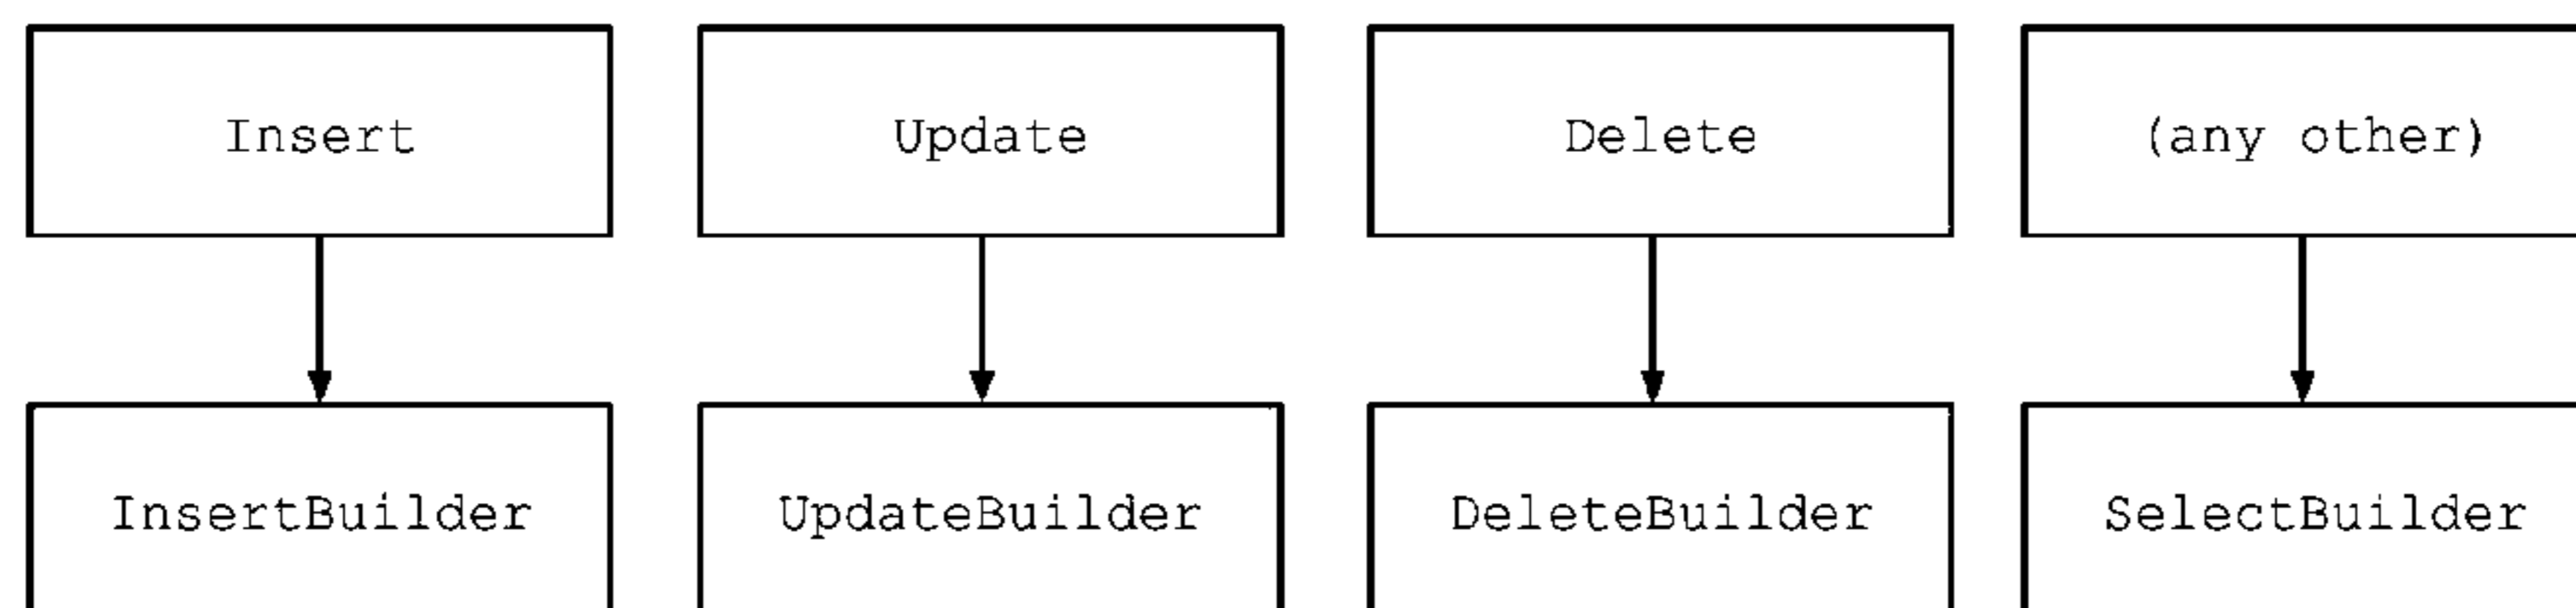 Insert
Update
Delete
(any other)
InsertBuilder
UpdateBuilder
DeleteBuilder
SelectBuilder